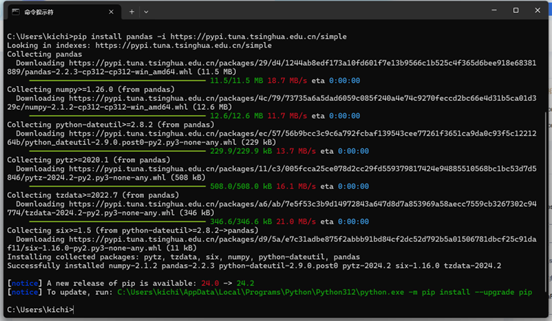 命令提示符
C:\Users\kichi>pip install pandas -i https://pypi.tuna.tsinghua.edu.cn/simple
Looking in indexes: https://pypi.tuna.tsinghua.edu.cn/simple
Collecting pandas
Downloading https://pypi.tuna.tsinghua.edu.cn/packages/29/d4/1244ab8edf173a10fd601f7e13b9566c1b525c4f365d6bee918e68381
889/pandas-2.2.3-cp312-cp312-win_amd64.whl (11.5 MB)
11.5/11.5 MB 18.7 MB/s eta 0:00:00
Collecting numpy>=1.26.0 (from pandas)
Downloading https://pypi.tuna.tsinghua.edu.cn/packages/4c/79/73735a6a5dad6059c085f240a4e74c9270feccd2bc66e4d31b5ca01d3
29c/numpy-2.1.2-cp312-cp312-win_amd64.whl (12.6 MB)
12.6/12.6 MB 11.7 MB/s eta 0:00:00
Collecting python-dateutil>=2.8.2 (from pandas)
Downloading https://pypi.tuna.tsinghua.edu.cn/packages/ec/57/56b9bcc3c9c6a792fcbaf139543cee77261f3651ca9da0c93f5c12212
64b/python_dateutil-2.9.0.post0-py2.py3-none-any.whl (229 kB)
229.9/229.9 kB 13.7 MB/s eta 0:00:00
Collecting pytz>=2020.1 (from pandas)
Downloading https://pypi.tuna.tsinghua.edu.cn/packages/11/c3/005fcca25ce078d2cc29fd559379817424e94885510568bc1bc53d7d5
846/pytz-2024.2-py2.py3-none-any.whl (508 kB)
508.0/508.0 kB 16.1 MB/s eta 0:00:00
Collecting tzdata>=2022.7 (from pandas)
Downloading https://pypi.tuna.tsinghua.edu.cn/packages/a6/ab/7e5f53c3b9d14972843a647d8d7a853969a58aecc7559cb3267302c94
774/tzdata-2024.2-py2.py3-none-any.whl (346 kB)
346.6/346.6 kB 21.0 MB/s eta 0:00:00
Collecting six>=1.5 (from python-dateutil>=2.8.2->pandas)
Downloading https://pypi.tuna.tsinghua.edu.cn/packages/d9/5a/e7c31adbe875f2abbb91bd84cf2dc52d792b5a01506781dbcf25c91da
f11/six-1.16.0-py2.py3-none-any.whl (11 kB)
Installing collected packages: pytz, tzdata, six, numpy, python-dateutil, pandas
Successfully installed numpy-2.1.2 pandas-2.2.3 python-dateutil-2.9.0.post0 pytz-2024.2 six-1.16.0 tzdata-2024.2
[notice] A new release of pip is available: 24.0 -> 24.2
[notice] To update, run: C:\Users\kichi\AppData\Local\Programs\Python\Python312\python.exe -m pip install --upgrade pip
C:\Users\kichi>